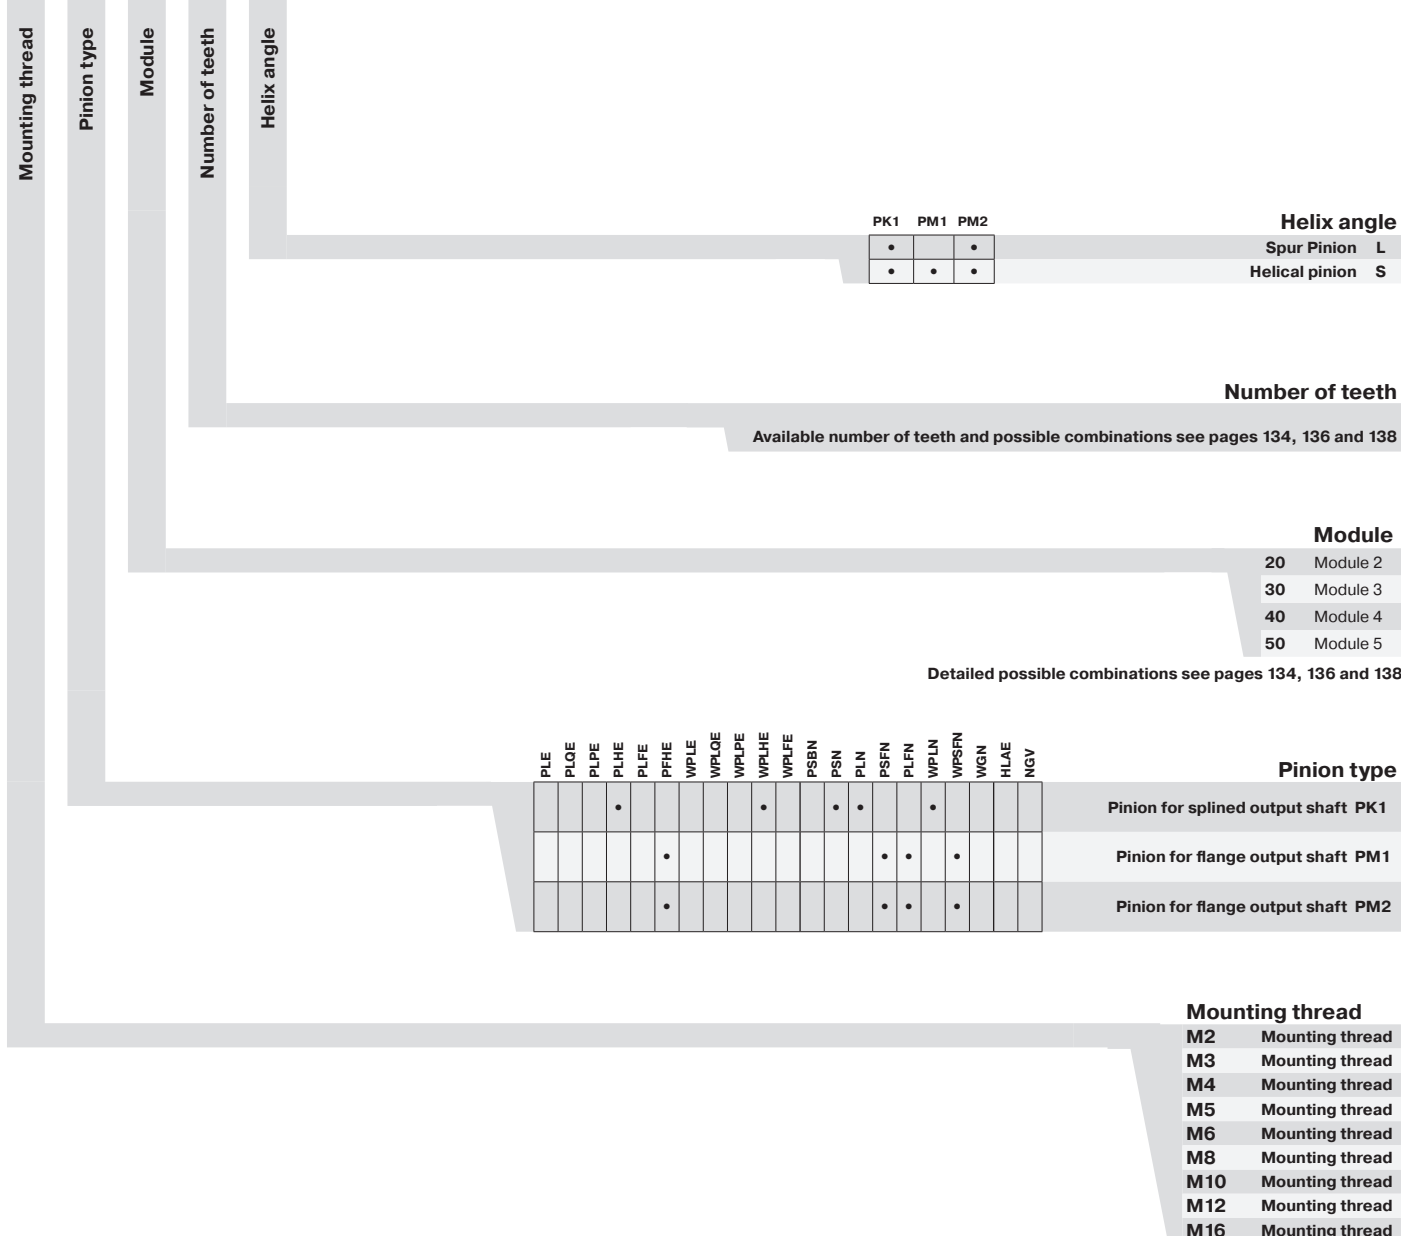 Mounting thread
Pinion type
Module
Number of teeth
Helix angle
PK1 PM1 PM2
Helix angle
• • Spur Pinion L
• • • Helical pinion S
Number of teeth
Available number of teeth and possible combinations see pages 134, 136 and 138
Module
20 Module 2
30 Module 3
40 Module 4
50 Module 5
Detailed possible combinations see pages 134, 136 and 138
PLE
PLQE
PLPE
PLHE
PLFE
PFHE
WPLE
WPLQE
WPLPE
WPLHE
WPLFE
PSBN
PSN
PLN
PSFN
PLFN
WPLN
WPSFN
WGN
HLAE
NGV
Pinion type
• • • • • Pinion for splined output shaft PK1
• • • • Pinion for flange output shaft PM1
• • • • Pinion for flange output shaft PM2
Mounting thread
M2 Mounting thread
M3 Mounting thread
M4 Mounting thread
M5 Mounting thread
M6 Mounting thread
M8 Mounting thread
M10 Mounting thread
M12 Mounting thread
M16 Mounting thread